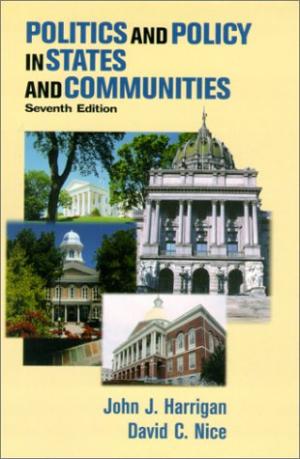 POLITICS AND POLICY
IN STATES
AND COMMUNITIES
Seventh Edition
John J. Harrigan
David C. Nice